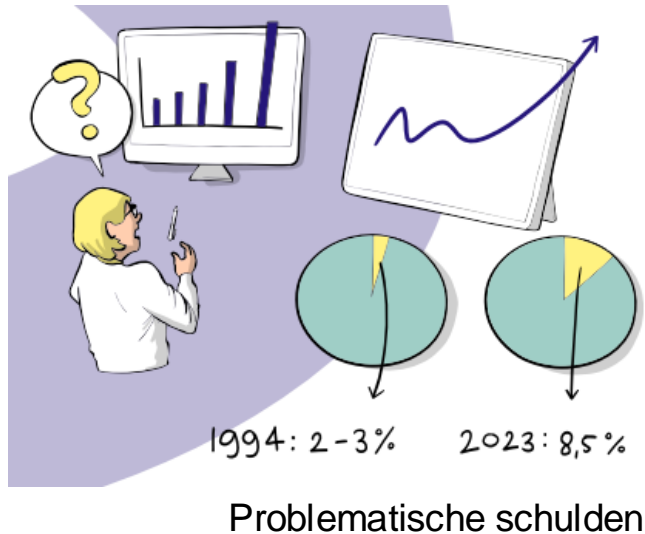 ?
1994: 2-3%
2023: 8,5%
Problematische schulden